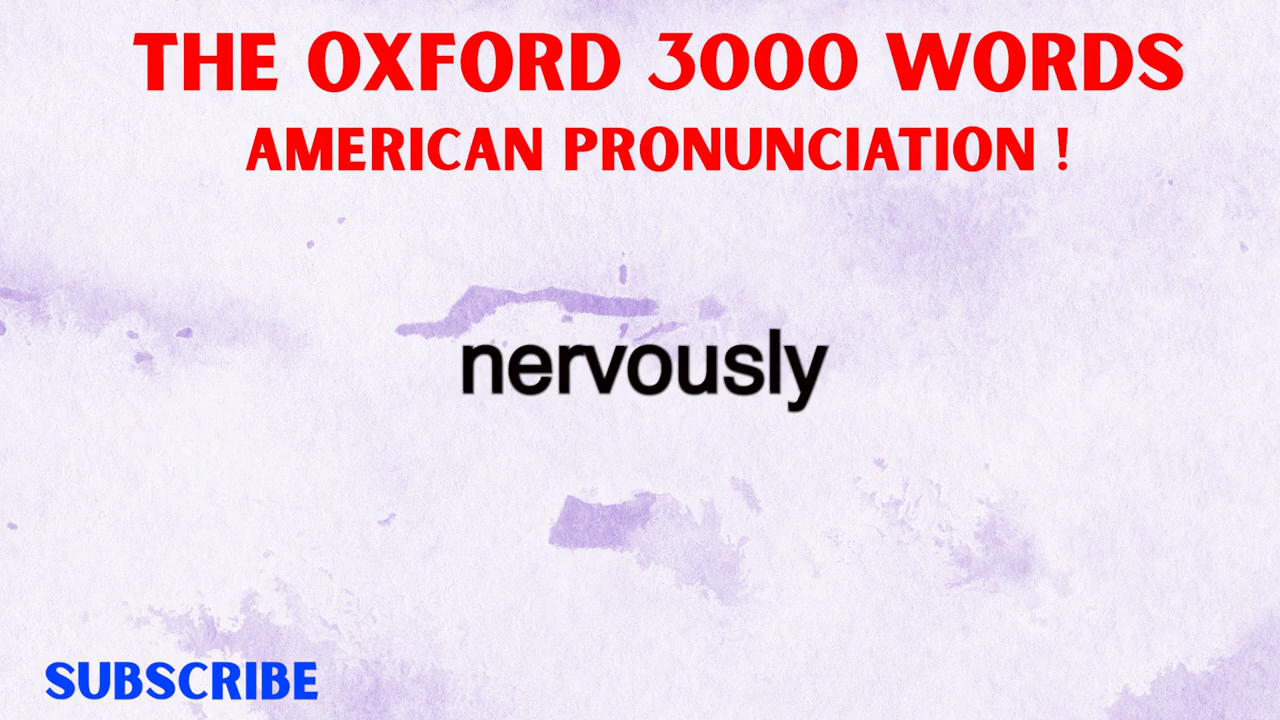 THE OXFORD 3000 WORDS
AMERICAN PRONUNCIATION !
nervously
SUBSCRIBE